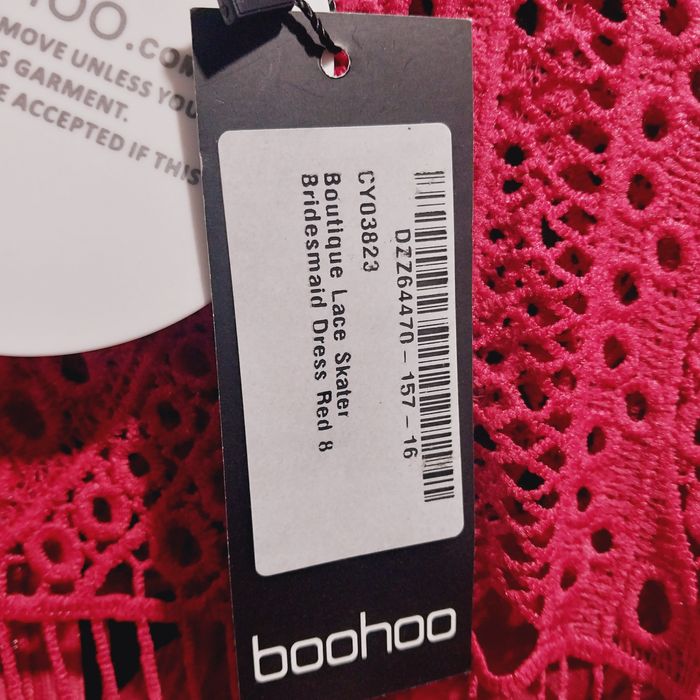 HOO.com
MOVE UNLESS YOU
S GARMENT.
E ACCEPTED IF THIS
DZZ64470-157-16
CY03823
Boutique Lace Skater
Bridesmaid Dress Red 8
boohoo